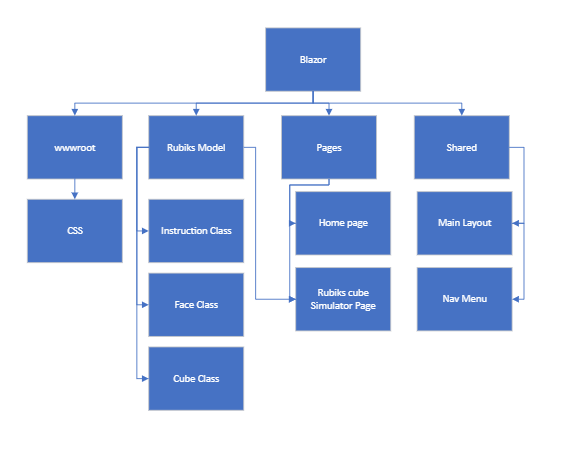 Blazor
wwwroot
Rubiks Model
Pages
Shared
CSS
Instruction Class
Home page
Main Layout
Face Class
Rubiks cube
Simulator Page
Nav Menu
Cube Class